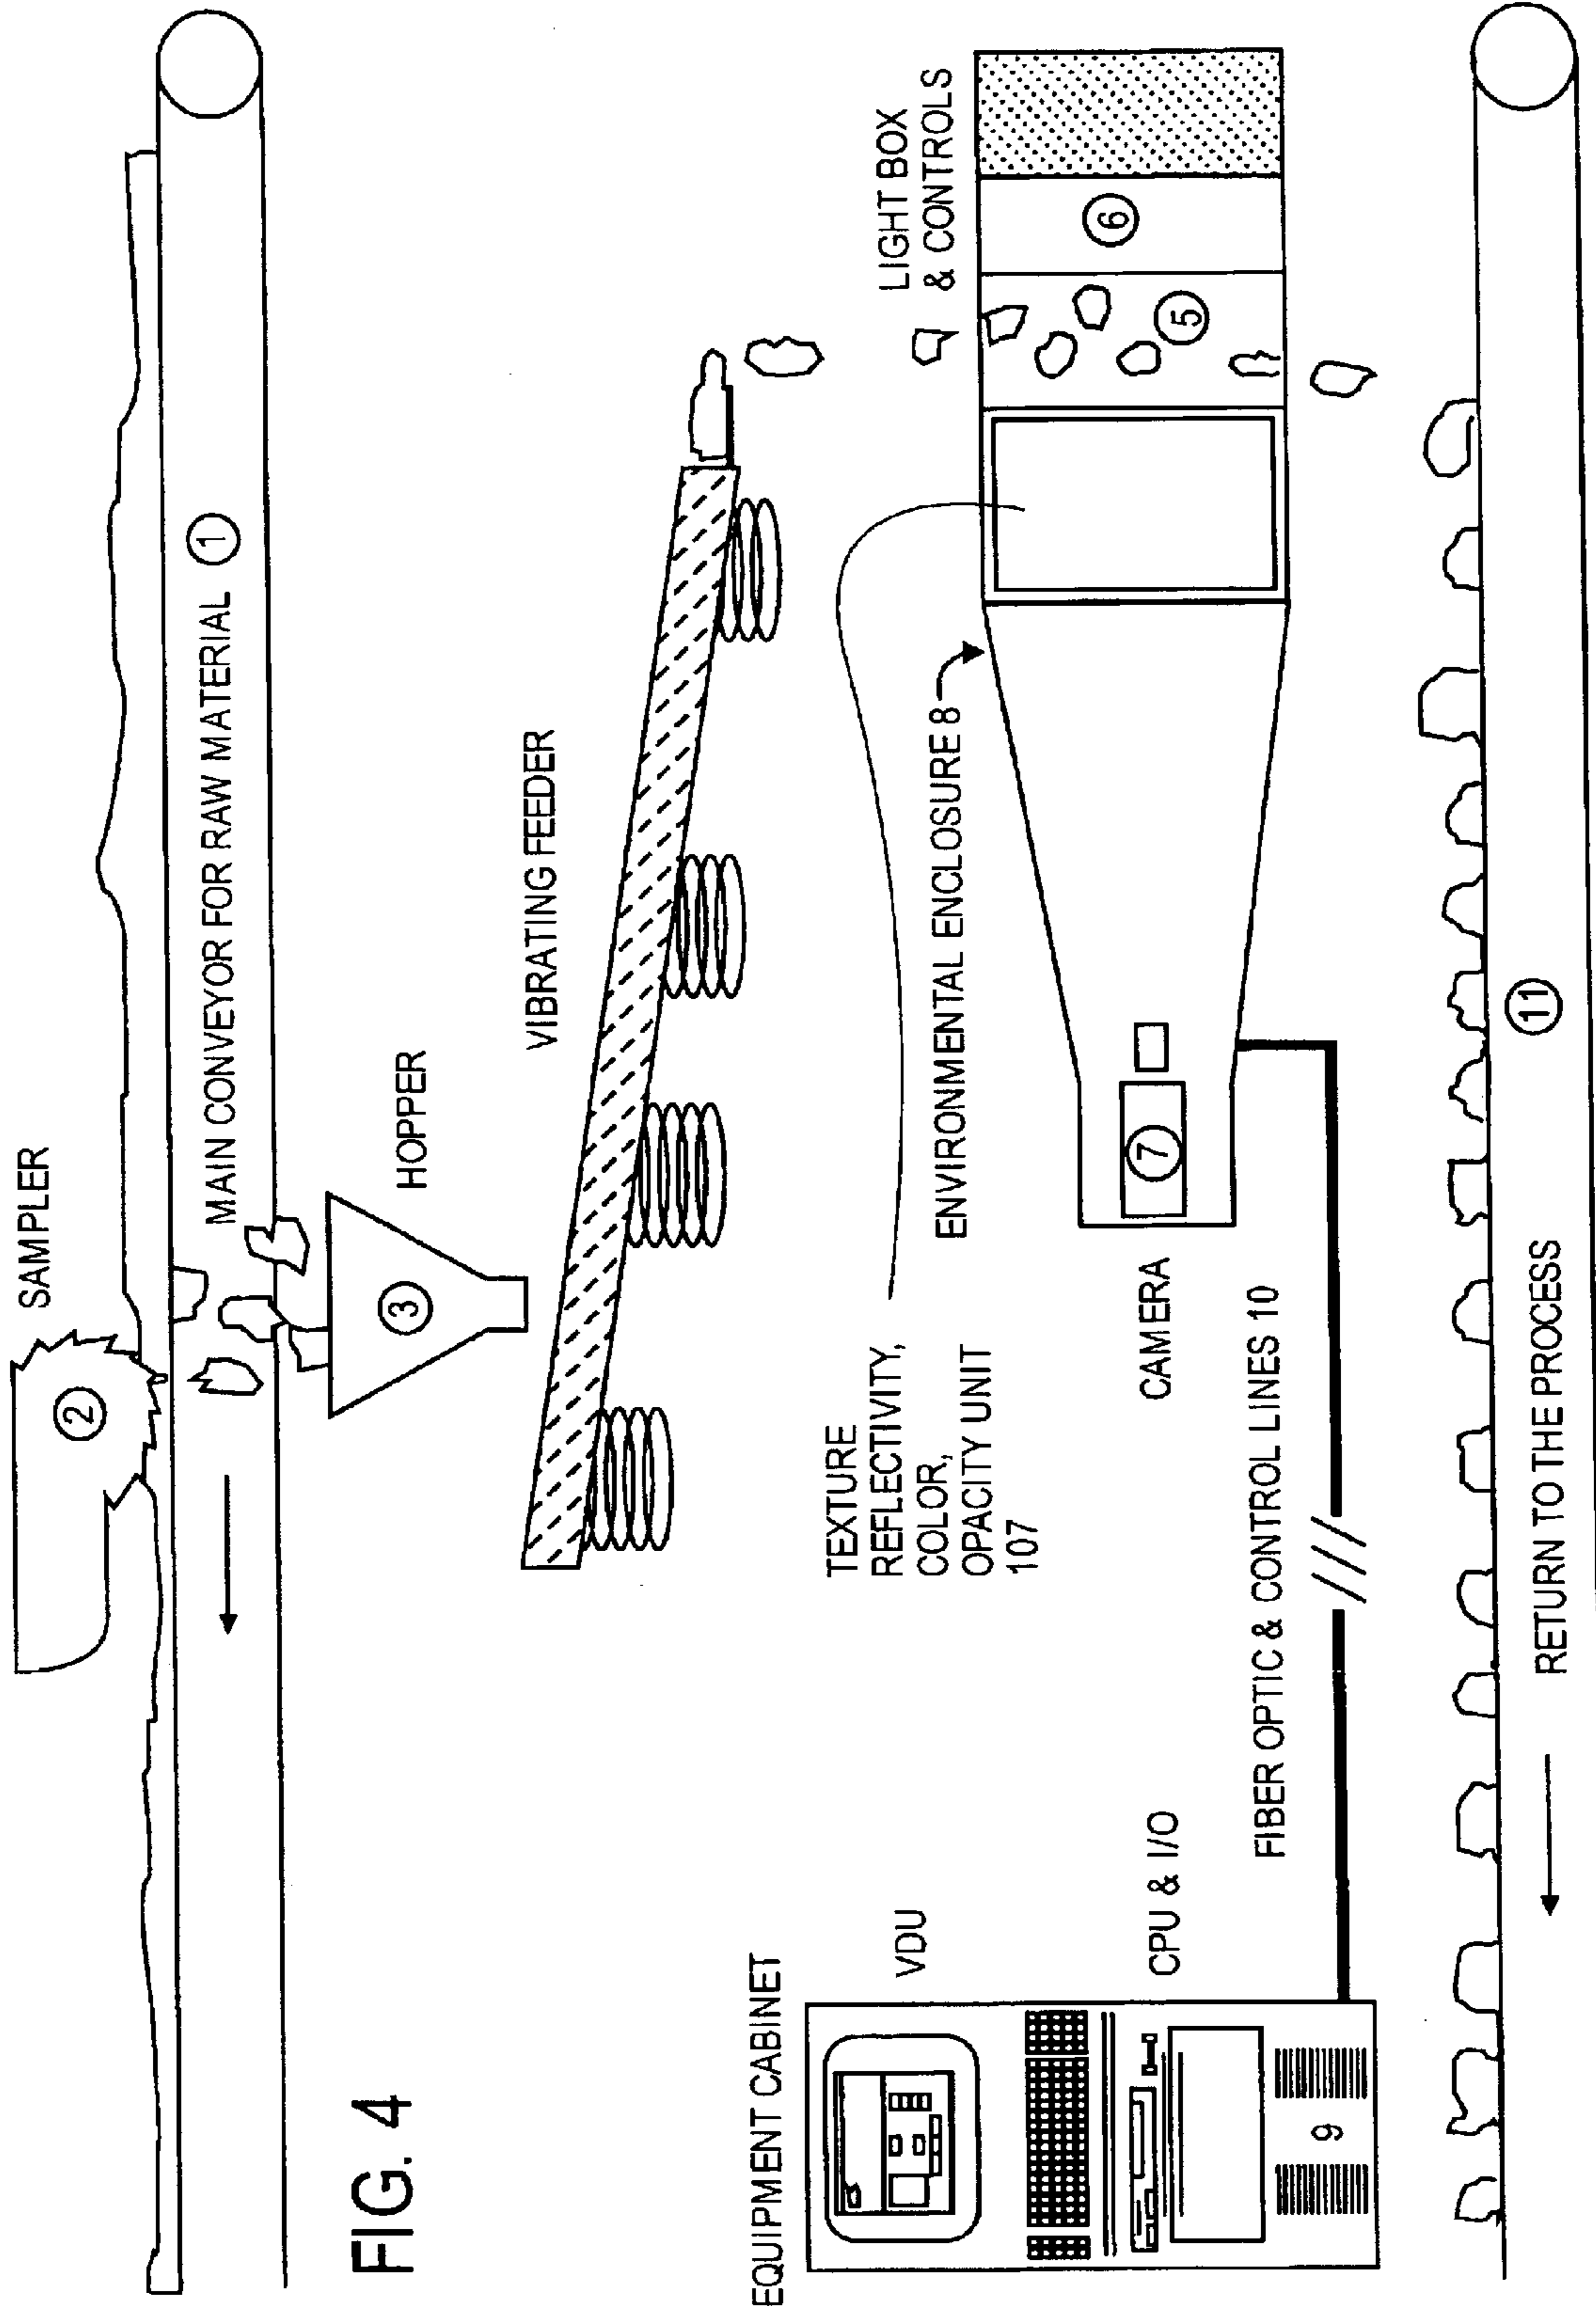 FIG. 4
SAMPLER
2
MAIN CONVEYOR FOR RAW MATERIAL 1
HOPPER
3
VIBRATING FEEDER
LIGHT BOX
& CONTROLS
6
5
TEXTURE
REFLECTIVITY,
COLOR,
OPACITY UNIT
107
ENVIRONMENTAL ENCLOSURE 8
CAMERA
7
FIBER OPTIC & CONTROL LINES 10
EQUIPMENT CABINET
VDU
CPU & I/O
9
11
RETURN TO THE PROCESS